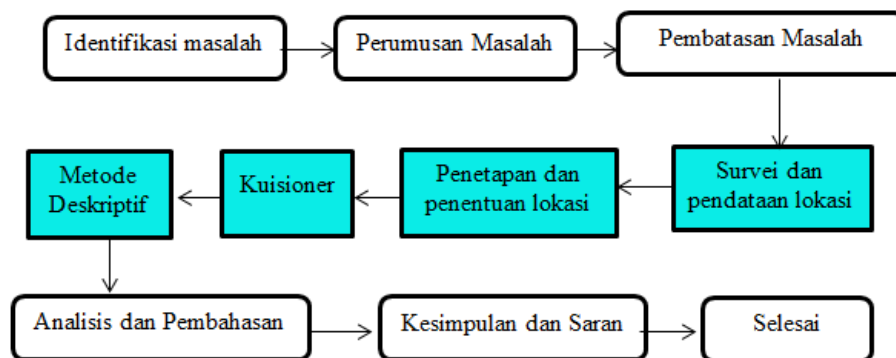 Identifikasi masalah
Perumusan Masalah
Pembatasan Masalah
Survei dan
pendataan lokasi
Penetapan dan
penentuan lokasi
Kuisioner
Metode
Deskriptif
Analisis dan Pembahasan
Kesimpulan dan Saran
Selesai